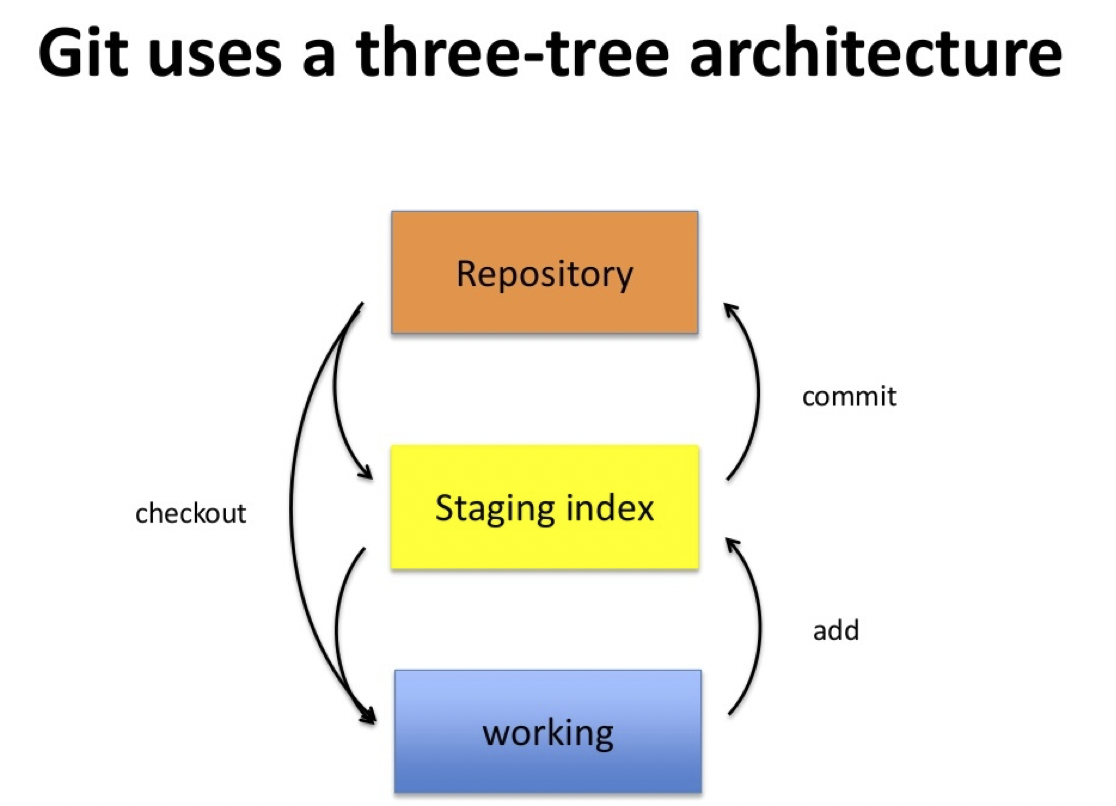 Git uses a three-tree architecture
Repository
commit
Staging index
checkout
add
working